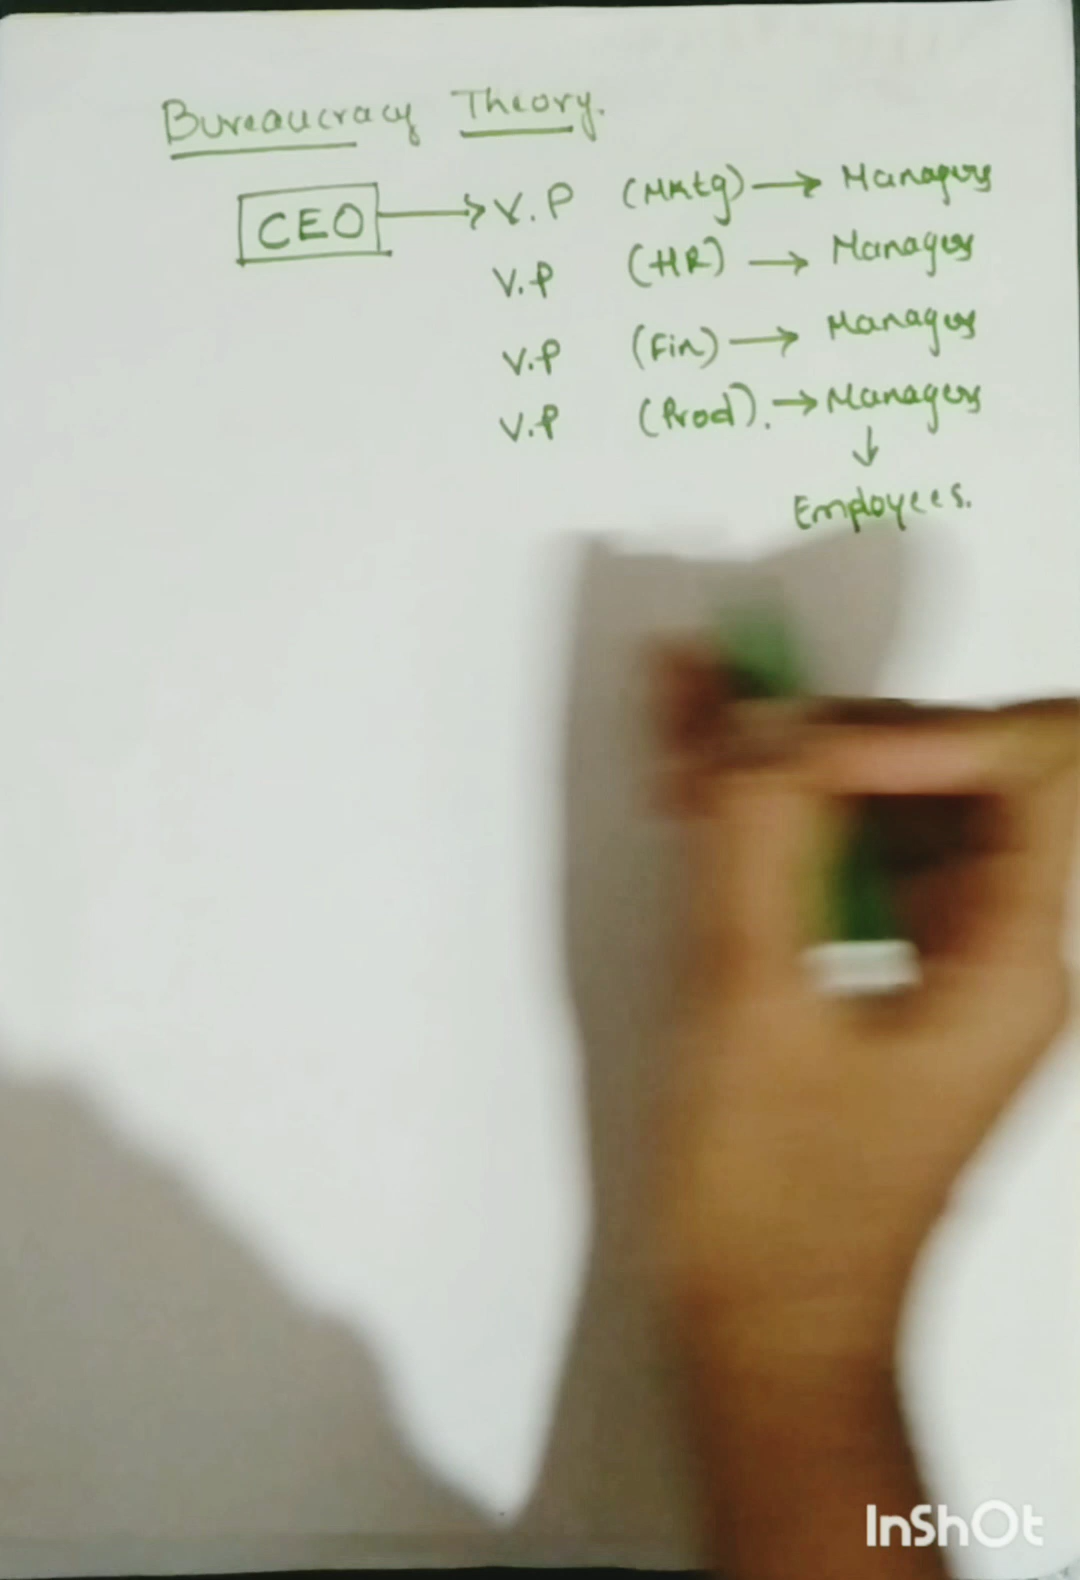 Bureaucracy Theory.
CEO → V.P (Mktg) → Managers
V.P (HR) → Managers
V.P (Fin) → Managers
V.P (Prod). → Managers
↓
Employees.
InShOt